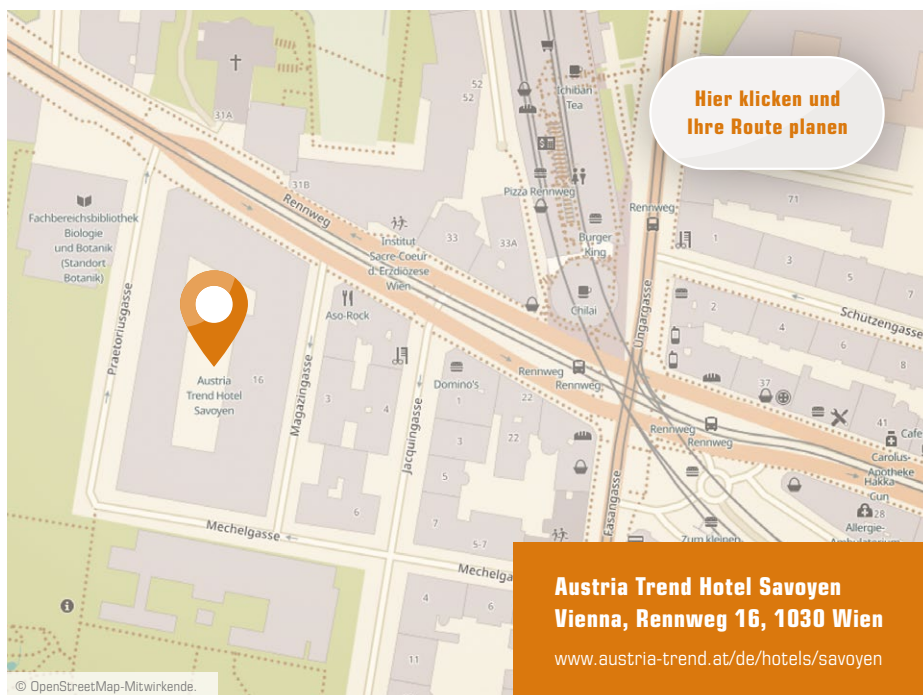 Hier klicken und
Ihre Route planen
31A
52
52
Ichiban
Tea
Pizza Rennweg
Rennweg
71
1
3
5
7
31B
Rennweg
Institut
Sacre-Coeur
d. Erzdiözese
Wien
33
33A
Burger
King
Chilai
Fachbereichsbibliothek
Biologie
und Botanik
(Standort
Botanik)
Praetoriusgasse
Austria
Trend Hotel
Savoyen
16
Magazingasse
Aso-Rock
3
4
6
Jacquingasse
Domino's
1
3
5
7
22
22
5-7
Rennweg
Rennweg
Ungargasse
Schützengasse
2
4
6
8
37
41
Rennweg
Rennweg
Cafe
Carolus-
Apotheke
Hakka
Gun
28
Allergie-
Fasangasse
Zum kleinen
Mechelgasse
4
6
11
Austria Trend Hotel Savoyen
Vienna, Rennweg 16, 1030 Wien
www.austria-trend.at/de/hotels/savoyen
© OpenStreetMap-Mitwirkende.